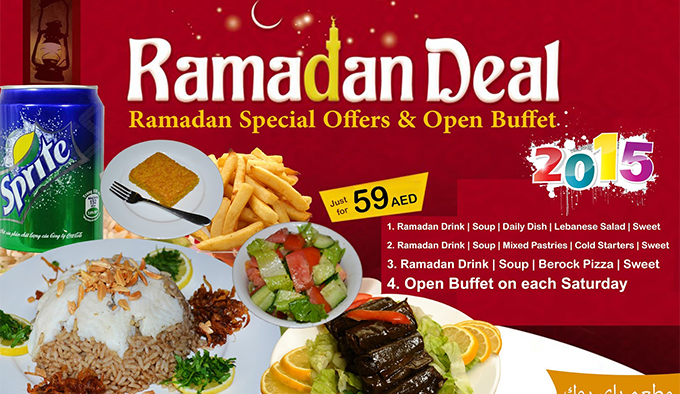 Ramadan Deal
Ramadan Special Offers & Open Buffet
2015
Sprite
Just for 59 AED
1. Ramadan Drink | Soup | Daily Dish | Lebanese Salad | Sweet
2. Ramadan Drink | Soup | Mixed Pastries | Cold Starters | Sweet
3. Ramadan Drink | Soup | Berock Pizza | Sweet
4. Open Buffet on each Saturday